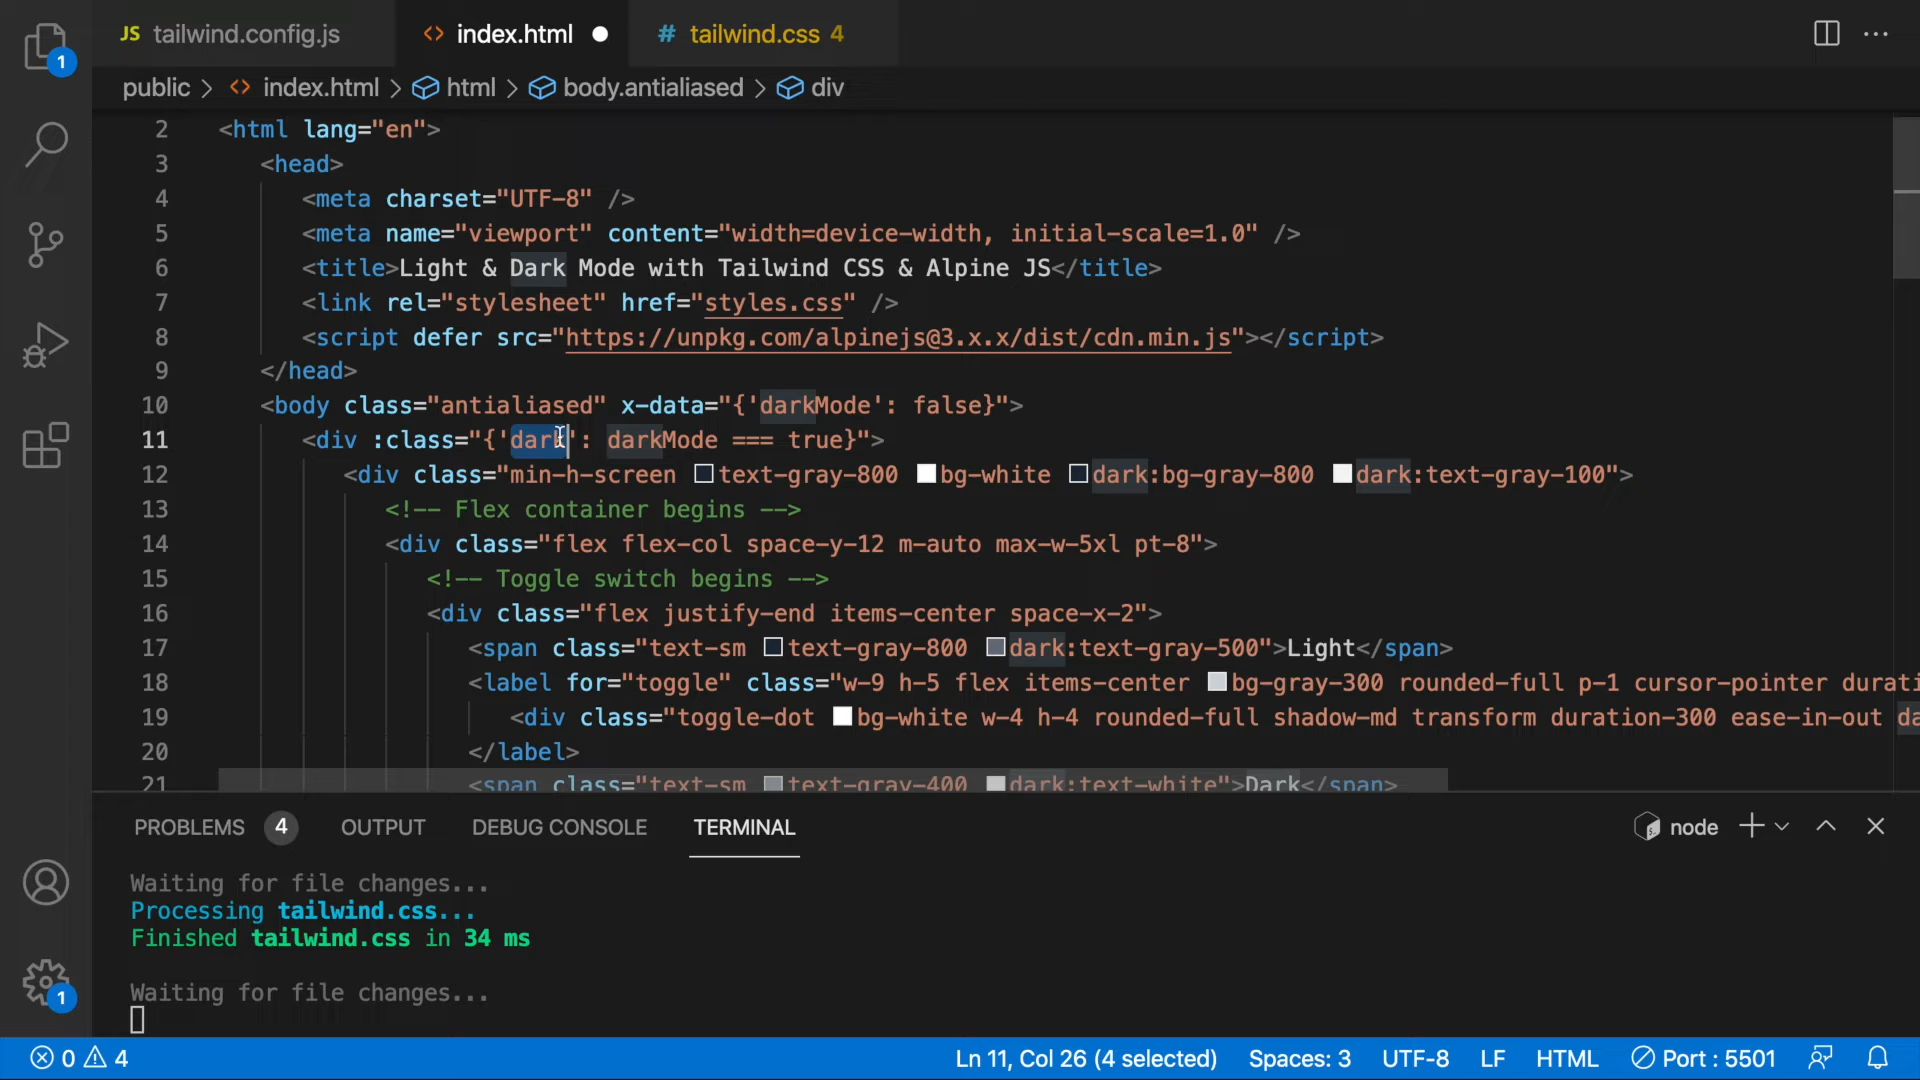 JS tailwind.config.js
<> index.html
# tailwind.css 4
1
public > <> index.html > html > body.antialiased > div
2 <html lang="en">
3 <head>
4 <meta charset="UTF-8" />
5 <meta name="viewport" content="width=device-width, initial-scale=1.0" />
6 <title>Light & Dark Mode with Tailwind CSS & Alpine JS</title>
7 <link rel="stylesheet" href="styles.css" />
8 <script defer src="https://unpkg.com/alpinejs@3.x.x/dist/cdn.min.js"></script>
9 </head>
10 <body class="antialiased" x-data="{'darkMode': false}">
11 <div :class="{'dark': darkMode === true}">
12 <div class="min-h-screen text-gray-800 bg-white dark:bg-gray-800 dark:text-gray-100">
13 <!-- Flex container begins -->
14 <div class="flex flex-col space-y-12 m-auto max-w-5xl pt-8">
15 <!-- Toggle switch begins -->
16 <div class="flex justify-end items-center space-x-2">
17 <span class="text-sm text-gray-800 dark:text-gray-500">Light</span>
18 <label for="toggle" class="w-9 h-5 flex items-center bg-gray-300 rounded-full p-1 cursor-pointer durati
19 <div class="toggle-dot bg-white w-4 h-4 rounded-full shadow-md transform duration-300 ease-in-out da
20 </label>
21 <span class="text-sm text-gray-400 dark:text-white">Dark</span>
PROBLEMS 4 OUTPUT DEBUG CONSOLE TERMINAL
node
Waiting for file changes...
Processing tailwind.css...
Finished tailwind.css in 34 ms
Waiting for file changes...
1
0 4
Ln 11, Col 26 (4 selected) Spaces: 3 UTF-8 LF HTML Port : 5501